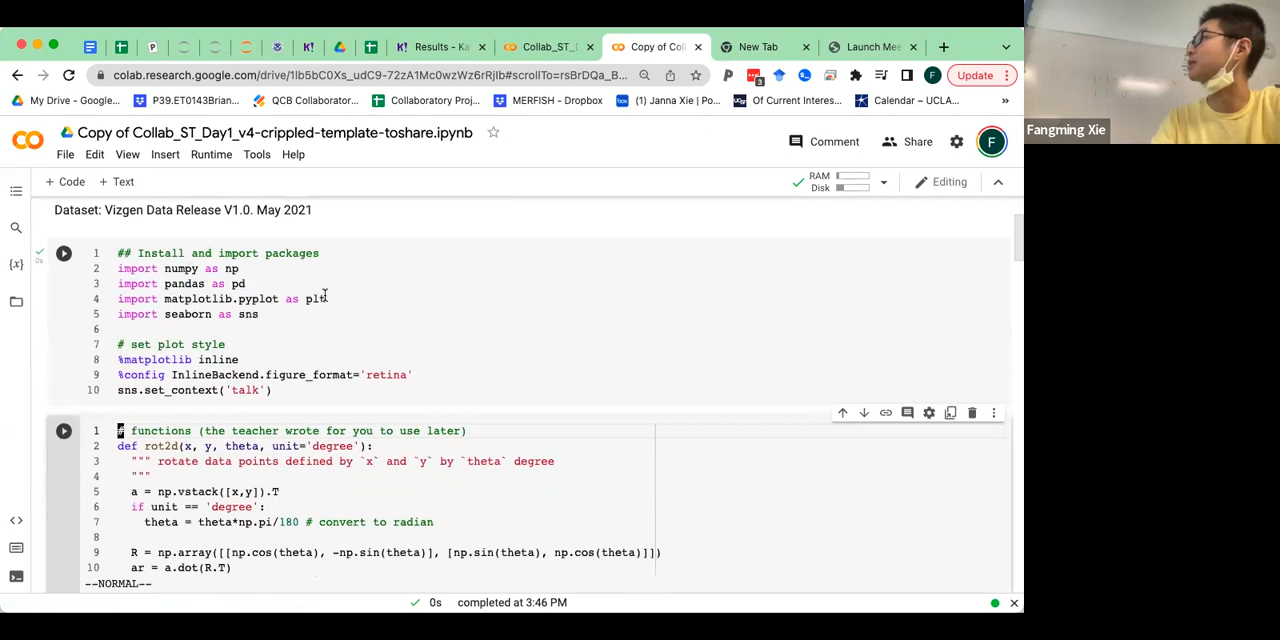 Results - Ka
Collab_ST_D
Copy of Coll
New Tab
Launch Mee
colab.research.google.com/drive/1lb5bC0Xs_udC9-72zA1Mc0wzWz6rRjIb#scrollTo=rsBrDQa_B...
Update
My Drive - Google...
P39.ET0143Brian...
QCB Collaborator...
Collaboratory Proj...
MERFISH - Dropbox
(1) Janna Xie | Po...
Of Current Interes...
Calendar – UCLA...
Fangming Xie
Copy of Collab_ST_Day1_v4-crippled-template-toshare.ipynb
Comment
Share
F
File Edit View Insert Runtime Tools Help
+ Code + Text
RAM
Disk
Editing
Dataset: Vizgen Data Release V1.0. May 2021
1 ## Install and import packages
2 import numpy as np
3 import pandas as pd
4 import matplotlib.pyplot as plt
5 import seaborn as sns
6
7 # set plot style
8 %matplotlib inline
9 %config InlineBackend.figure_format='retina'
10 sns.set_context('talk')
0s
1 # functions (the teacher wrote for you to use later)
2 def rot2d(x, y, theta, unit='degree'):
3 """ rotate data points defined by `x` and `y` by `theta` degree
4 """
5 a = np.vstack([x,y]).T
6 if unit == 'degree':
7 theta = theta*np.pi/180 # convert to radian
8
9 R = np.array([[np.cos(theta), -np.sin(theta)], [np.sin(theta), np.cos(theta)]])
10 ar = a.dot(R.T)
--NORMAL--
0s completed at 3:46 PM